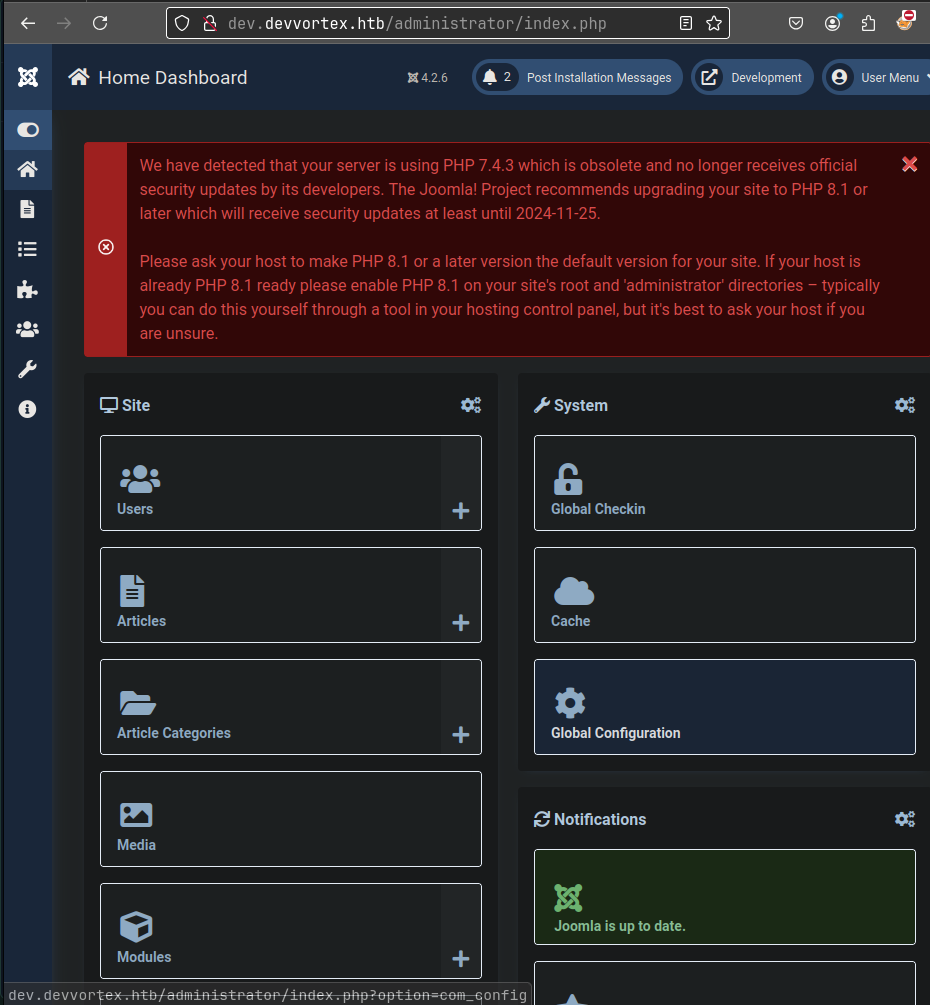 dev.devvortex.htb/administrator/index.php
Home Dashboard
4.2.6
2
Post Installation Messages
Development
User Menu
We have detected that your server is using PHP 7.4.3 which is obsolete and no longer receives official
security updates by its developers. The Joomla! Project recommends upgrading your site to PHP 8.1 or
later which will receive security updates at least until 2024-11-25.
Please ask your host to make PHP 8.1 or a later version the default version for your site. If your host is
already PHP 8.1 ready please enable PHP 8.1 on your site's root and 'administrator' directories – typically
you can do this yourself through a tool in your hosting control panel, but it's best to ask your host if you
are unsure.
Site
Users
Articles
Article Categories
Media
Modules
System
Global Checkin
Cache
Global Configuration
Notifications
Joomla is up to date.
dev.devvortex.htb/administrator/index.php?option=com_config